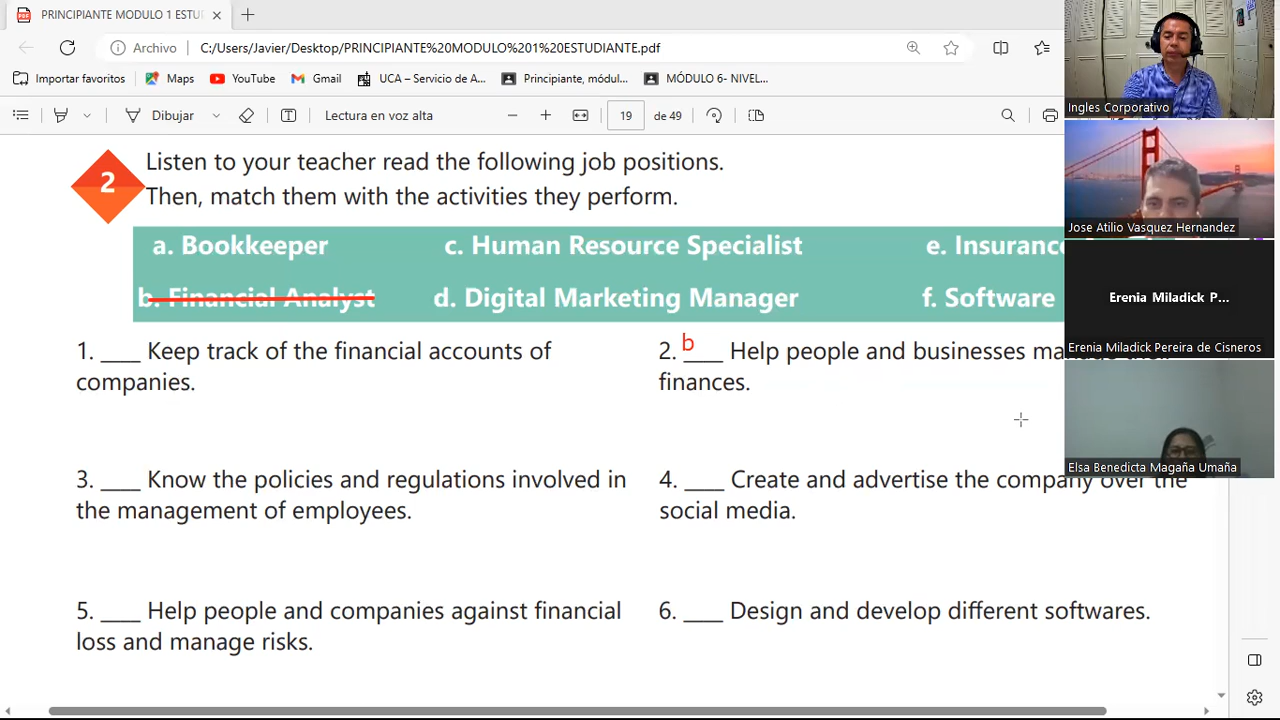 PRINCIPIANTE MODULO 1 ESTU
Archivo C:/Users/Javier/Desktop/PRINCIPIANTE%20MODULO%201%20ESTUDIANTE.pdf
Importar favoritos Maps YouTube Gmail UCA – Servicio de A... Principiante, módul... MÓDULO 6- NIVEL...
Dibujar Lectura en voz alta 19 de 49
2
Listen to your teacher read the following job positions.
Then, match them with the activities they perform.
a. Bookkeeper c. Human Resource Specialist e. Insurance
b. Financial Analyst d. Digital Marketing Manager f. Software
1. ____ Keep track of the financial accounts of
companies.
2. b ____ Help people and businesses manage their
finances.
3. ____ Know the policies and regulations involved in
the management of employees.
4. ____ Create and advertise the company over the
social media.
5. ____ Help people and companies against financial
loss and manage risks.
6. ____ Design and develop different softwares.
Ingles Corporativo
Jose Atilio Vasquez Hernandez
Erenia Miladick P...
Erenia Miladick Pereira de Cisneros
Elsa Benedicta Magaña Umaña